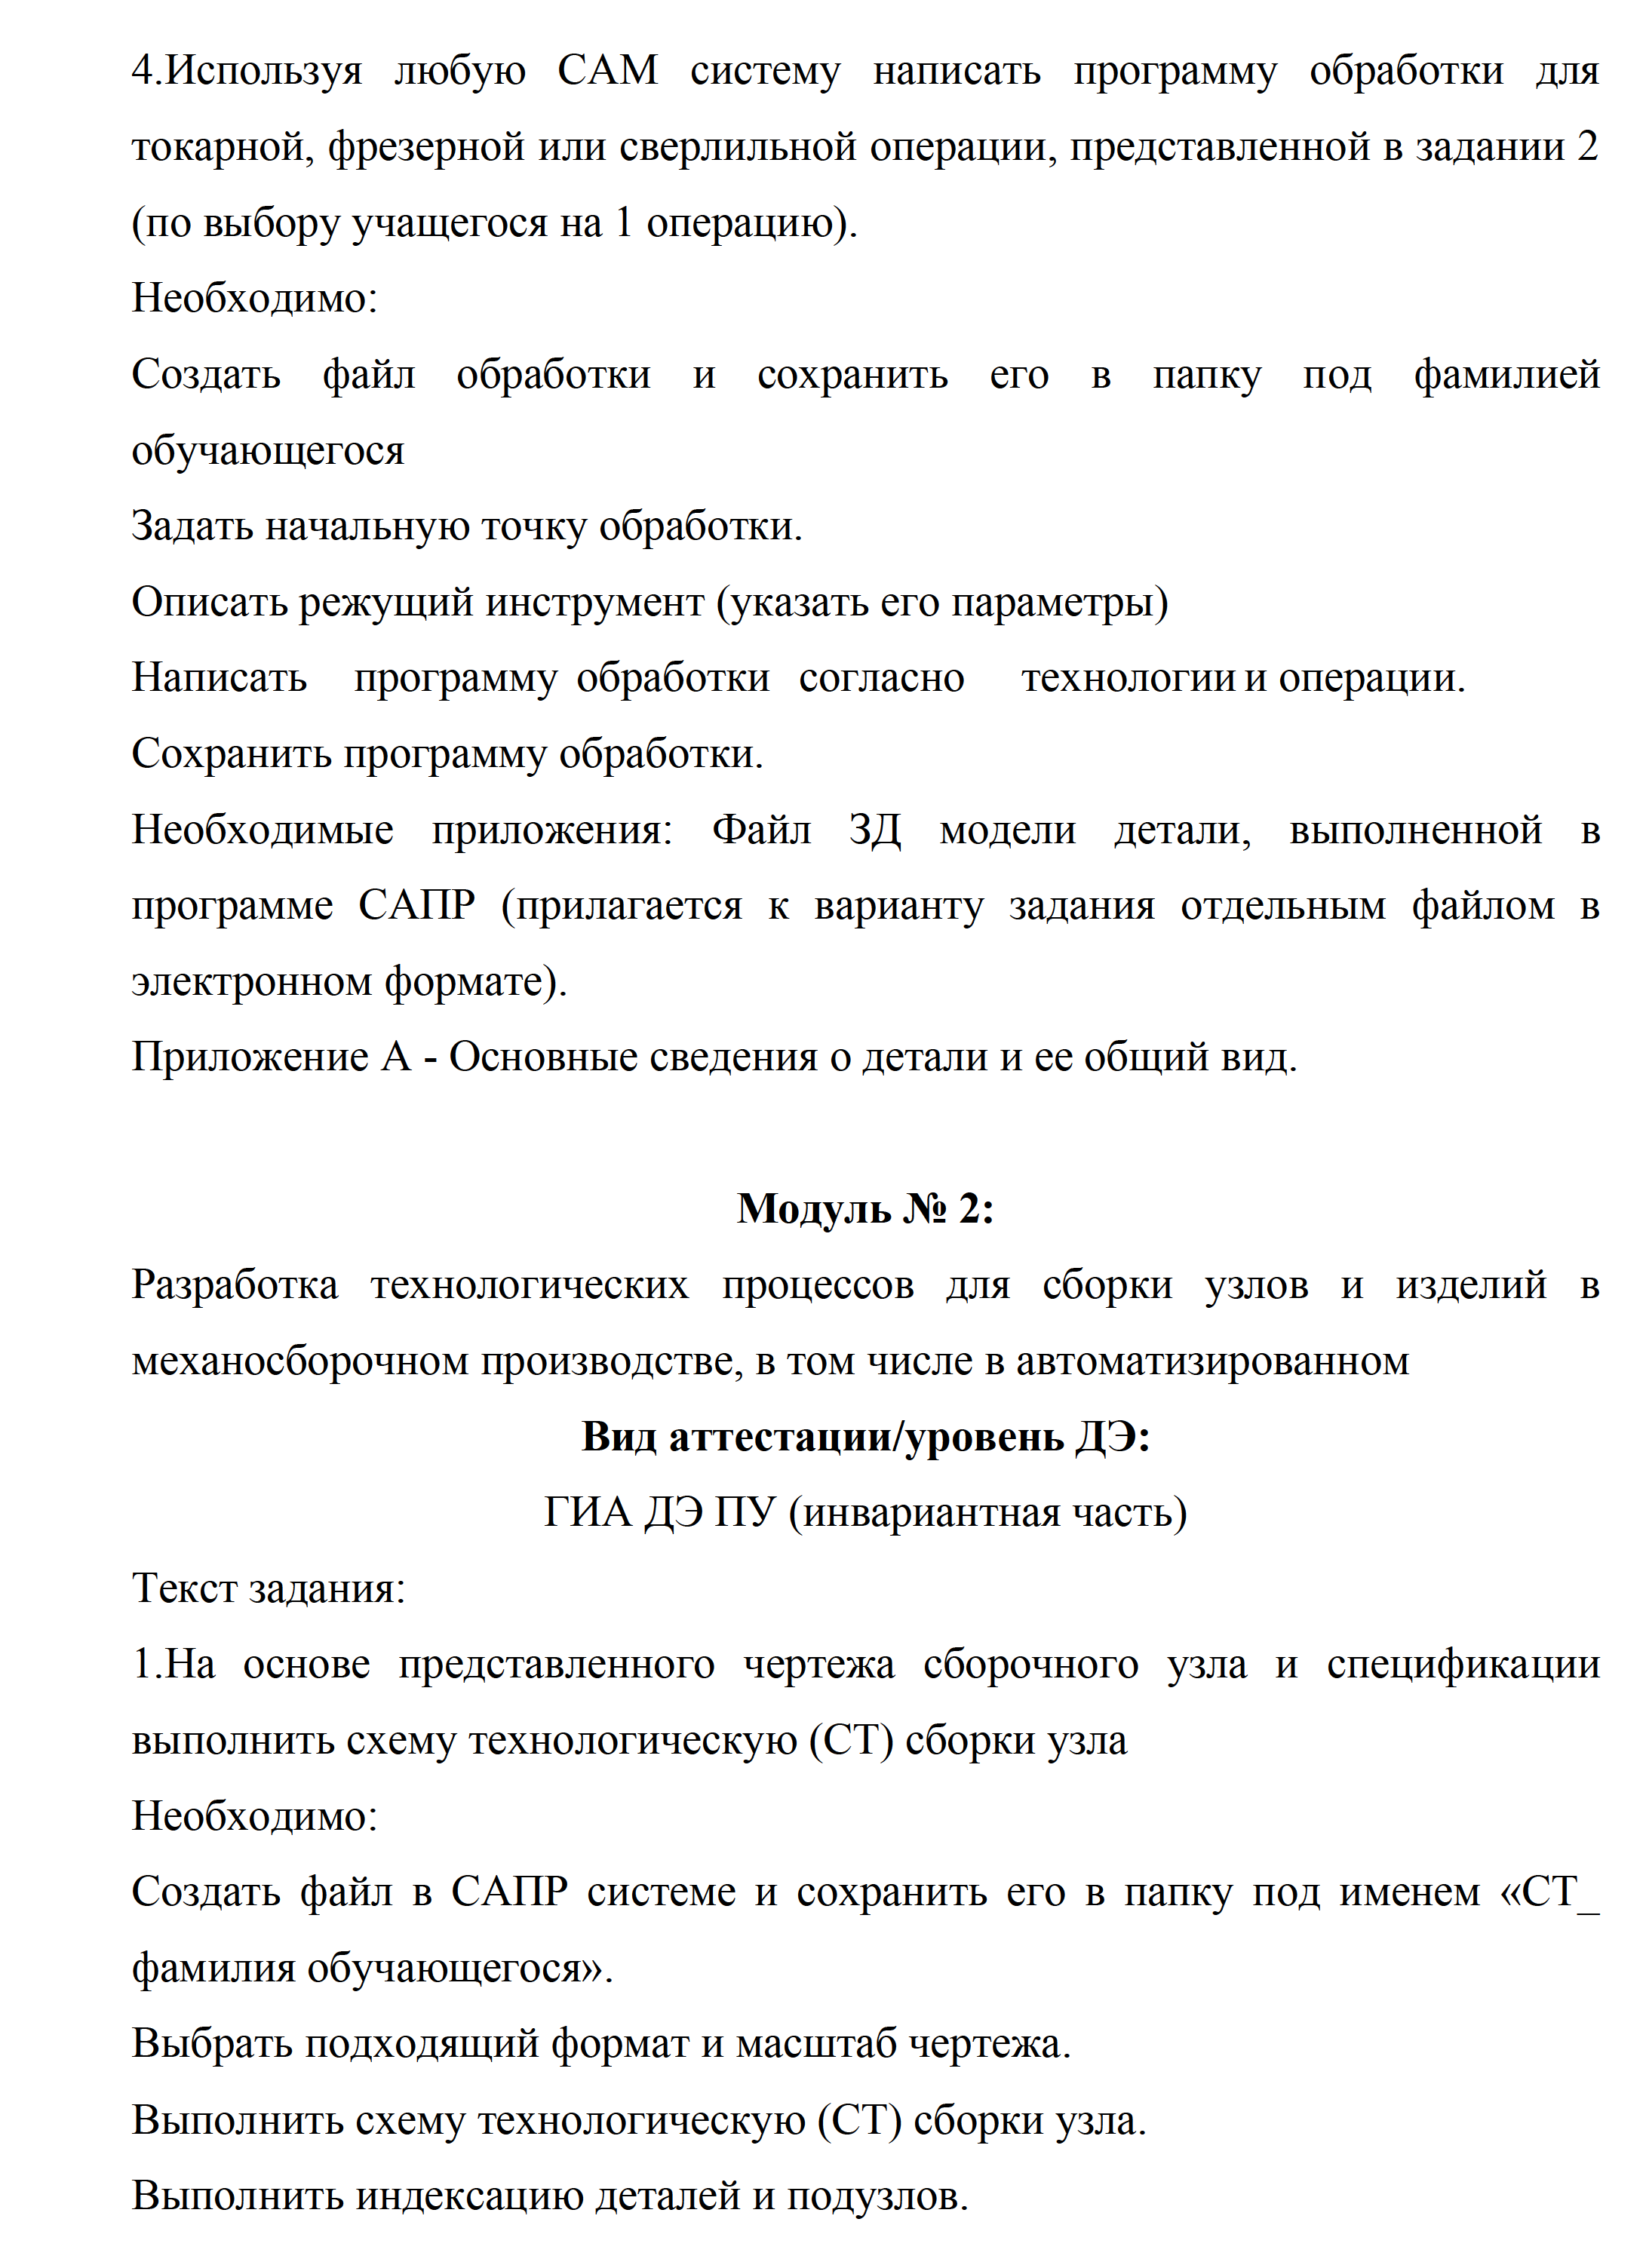 4.Используя любую САМ систему написать программу обработки для
токарной, фрезерной или сверлильной операции, представленной в задании 2
(по выбору учащегося на 1 операцию).
Необходимо:
Создать файл обработки и сохранить его в папку под фамилией
обучающегося
Задать начальную точку обработки.
Описать режущий инструмент (указать его параметры)
Написать программу обработки согласно технологии и операции.
Сохранить программу обработки.
Необходимые приложения: Файл 3Д модели детали, выполненной в
программе САПР (прилагается к варианту задания отдельным файлом в
электронном формате).
Приложение А - Основные сведения о детали и ее общий вид.
Модуль № 2:
Разработка технологических процессов для сборки узлов и изделий в
механосборочном производстве, в том числе в автоматизированном
Вид аттестации/уровень ДЭ:
ГИА ДЭ ПУ (инвариантная часть)
Текст задания:
1.На основе представленного чертежа сборочного узла и спецификации
выполнить схему технологическую (СТ) сборки узла
Необходимо:
Создать файл в САПР системе и сохранить его в папку под именем «СТ_
фамилия обучающегося».
Выбрать подходящий формат и масштаб чертежа.
Выполнить схему технологическую (СТ) сборки узла.
Выполнить индексацию деталей и подузлов.